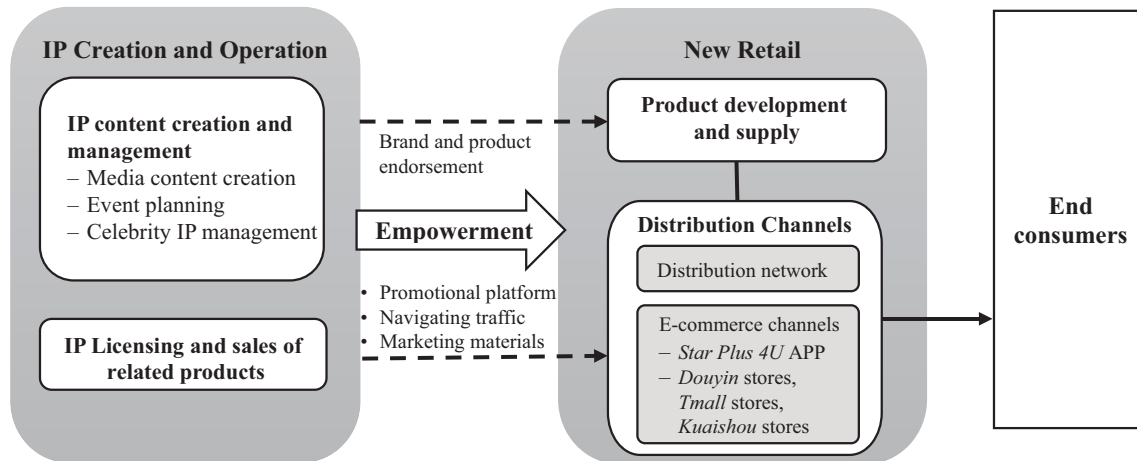 IP Creation and Operation
IP content creation and
management
– Media content creation
– Event planning
– Celebrity IP management
IP Licensing and sales of
related products
Brand and product
endorsement
Empowerment
• Promotional platform
• Navigating traffic
• Marketing materials
New Retail
Product development
and supply
Distribution Channels
Distribution network
E-commerce channels
– Star Plus 4U APP
– Douyin stores,
Tmall stores,
Kuaishou stores
End
consumers